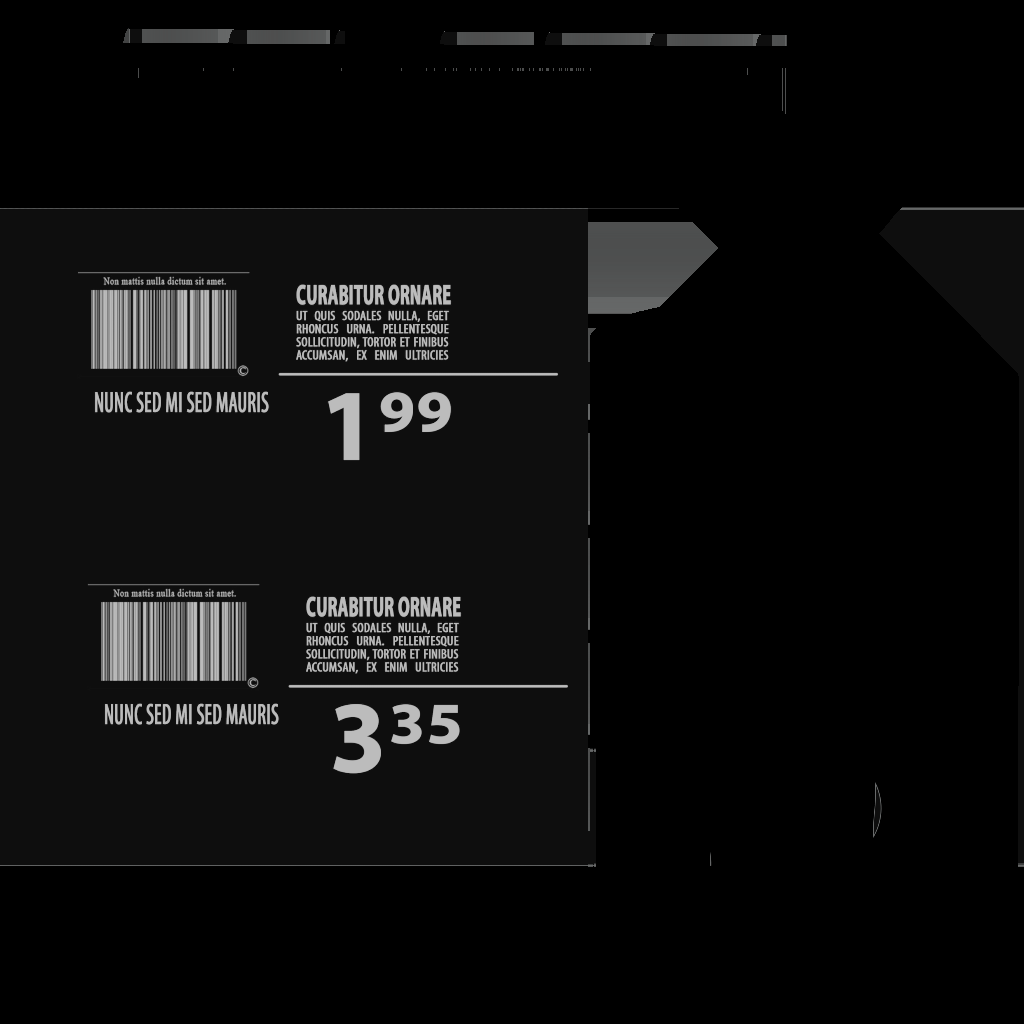 Non mattis nulla dictum sit amet.
©
NUNC SED MI SED MAURIS
CURABITUR ORNARE
UT QUIS SODALES NULLA, EGET
RHONCUS URNA. PELLENTESQUE
SOLLICITUDIN, TORTOR ET FINIBUS
ACCUMSAN, EX ENIM ULTRICIES
1 99
Non mattis nulla dictum sit amet.
©
NUNC SED MI SED MAURIS
CURABITUR ORNARE
UT QUIS SODALES NULLA, EGET
RHONCUS URNA. PELLENTESQUE
SOLLICITUDIN, TORTOR ET FINIBUS
ACCUMSAN, EX ENIM ULTRICIES
3 35